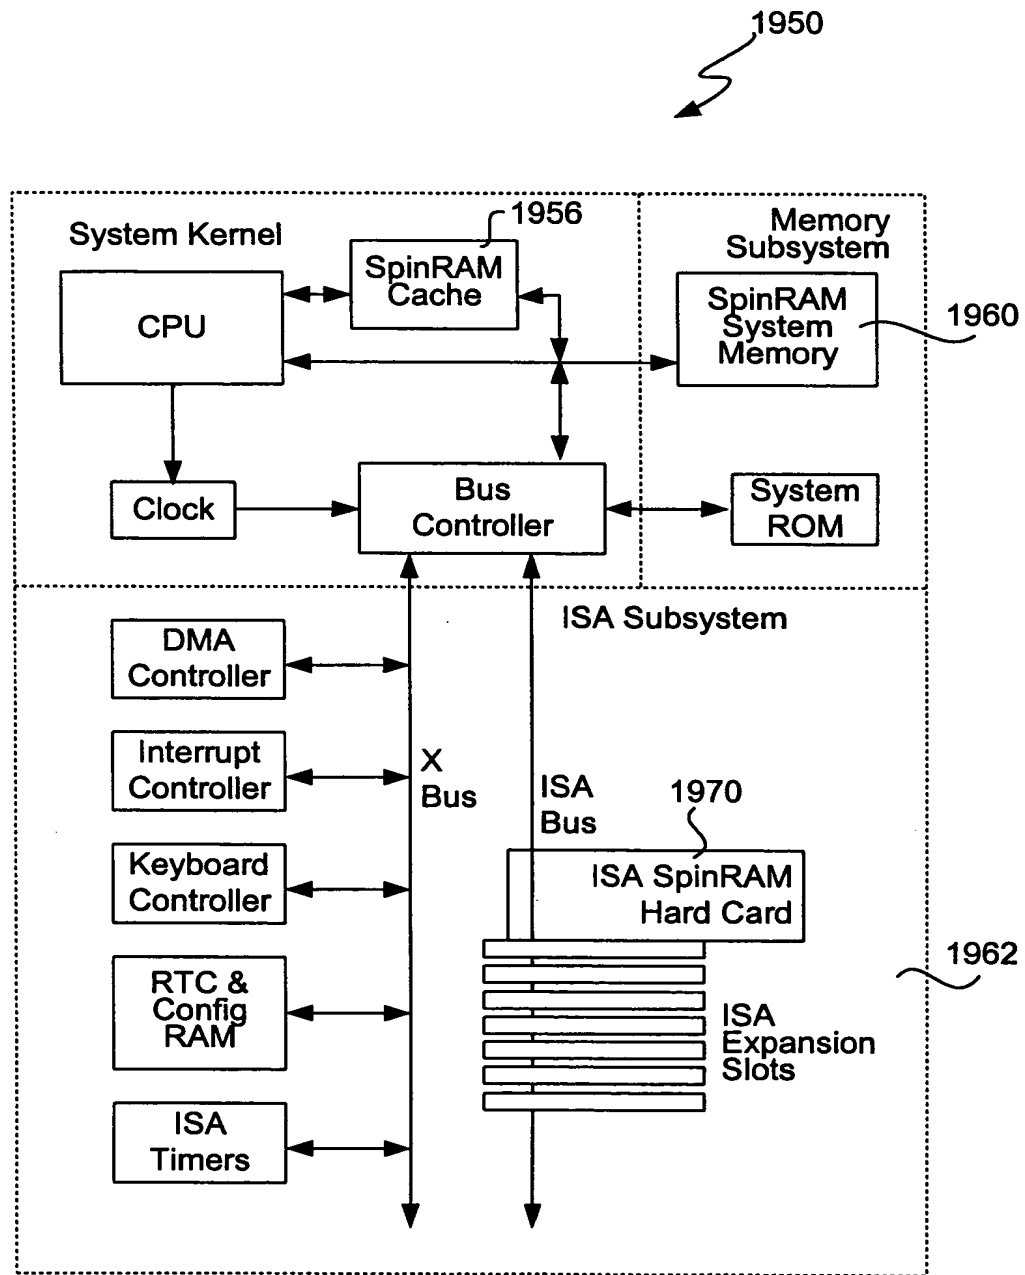 1950
System Kernel
1956
SpinRAM
Cache
CPU
Memory
Subsystem
SpinRAM
System
Memory
1960
Clock
Bus
Controller
System
ROM
ISA Subsystem
DMA
Controller
Interrupt
Controller
X
Bus
ISA
Bus
1970
Keyboard
Controller
ISA SpinRAM
Hard Card
1962
RTC &
Config
RAM
ISA
Expansion
Slots
ISA
Timers